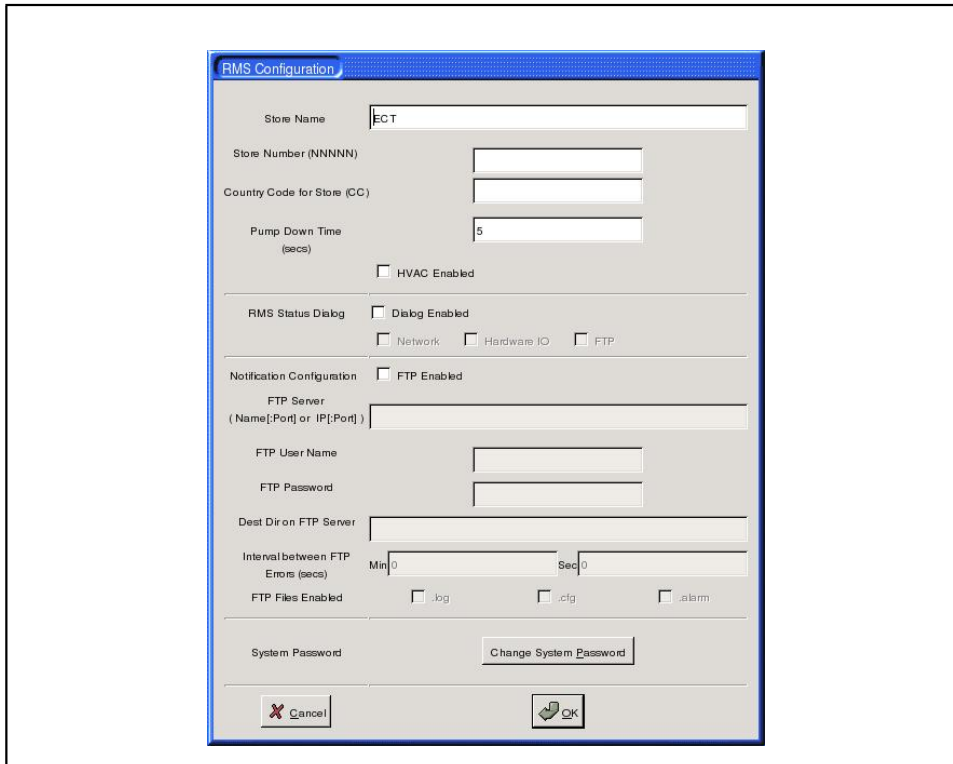 RMS Configuration
Store Name
ECT
Store Number (NNNNN)
Country Code for Store (CC)
Pump Down Time
(secs)
5
HVAC Enabled
RMS Status Dialog
Dialog Enabled
Network
Hardware IO
FTP
Notification Configuration
FTP Enabled
FTP Server
( Name[:Port] or IP[:Port] )
FTP User Name
FTP Password
Dest Dir on FTP Server
Interval between FTP
Errors (secs)
Min 0
Sec 0
FTP Files Enabled
.log
.cfg
.alarm
System Password
Change System Password
Cancel
OK